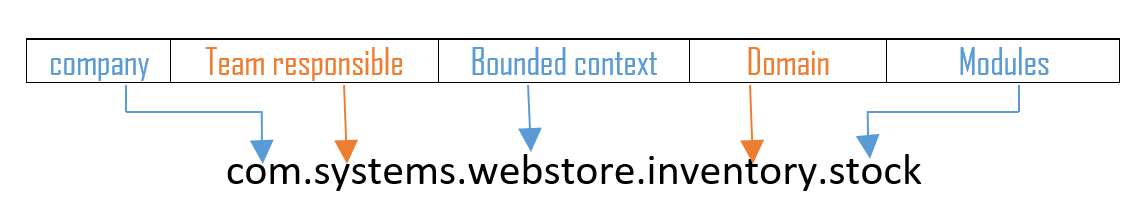 company Team responsible Bounded context Domain Modules
com.systems.webstore.inventory.stock